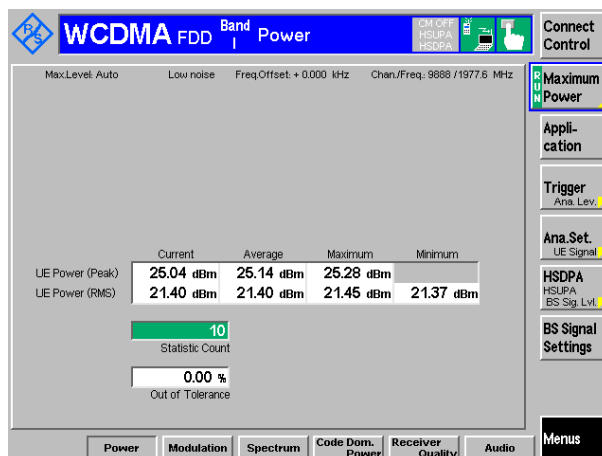 R&S
WCDMA FDD Band I Power
CM OFF
HSUPA
HSDPA
Connect
Control
Max.Level: Auto Low noise Freq.Offset: + 0.000 kHz Chan./Freq.: 9888 / 1977.6 MHz
RUN
Maximum
Power
Appli-
cation
Trigger
Ana. Lev.
Ana.Set.
UE Signal
Current Average Maximum Minimum
UE Power (Peak) 25.04 dBm 25.14 dBm 25.28 dBm
UE Power (RMS) 21.40 dBm 21.40 dBm 21.45 dBm 21.37 dBm
HSDPA
HSUPA
BS Sig. Lvl.
10
Statistic Count
BS Signal
Settings
0.00 %
Out of Tolerance
Power Modulation Spectrum Code Dom. Power Receiver Quality Audio
Menus